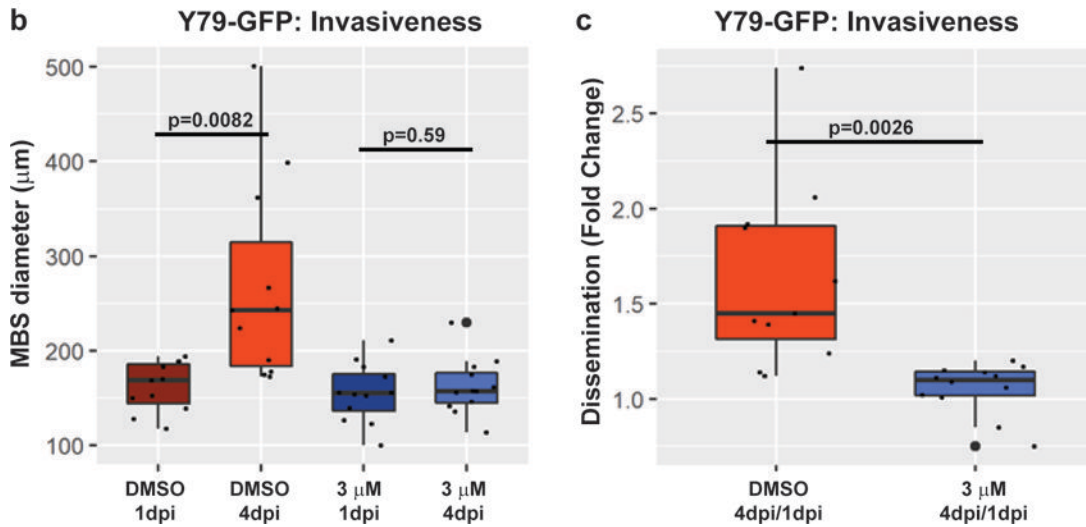 b
Y79-GFP: Invasiveness
MBS diameter (μm)
500
400
300
200
100
p=0.0082
p=0.59
DMSO
1dpi
DMSO
4dpi
3 μM
1dpi
3 μM
4dpi
c
Y79-GFP: Invasiveness
Dissemination (Fold Change)
2.5
2.0
1.5
1.0
p=0.0026
DMSO
4dpi/1dpi
3 μM
4dpi/1dpi